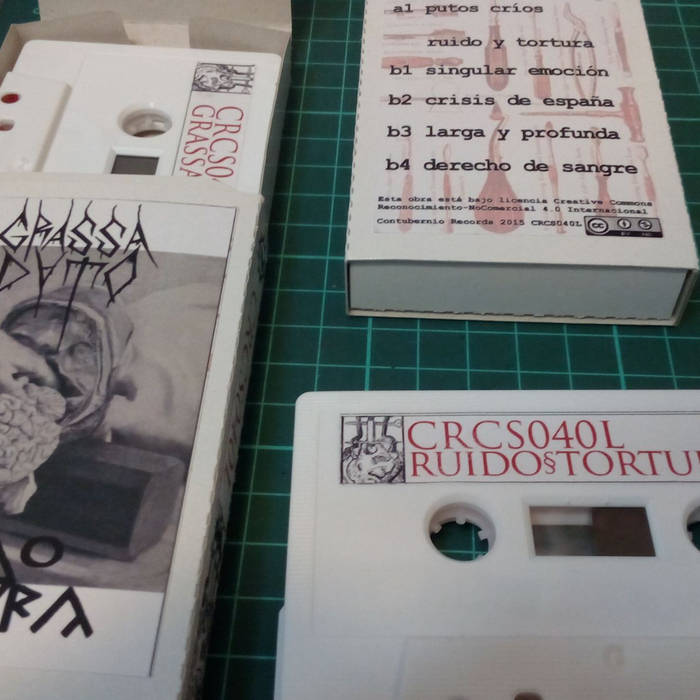 CRCS0
GRASSA
GRASSA
DATO
a1 putos críos
ruido y tortura
b1 singular emoción
b2 crisis de españa
b3 larga y profunda
b4 derecho de sangre
Esta obra está bajo licencia Creative Commons
Reconocimiento-NoComercial 4.0 Internacional
Contubernio Records 2015 CRCS040L
CRCS040L
RUIDO§TORTU